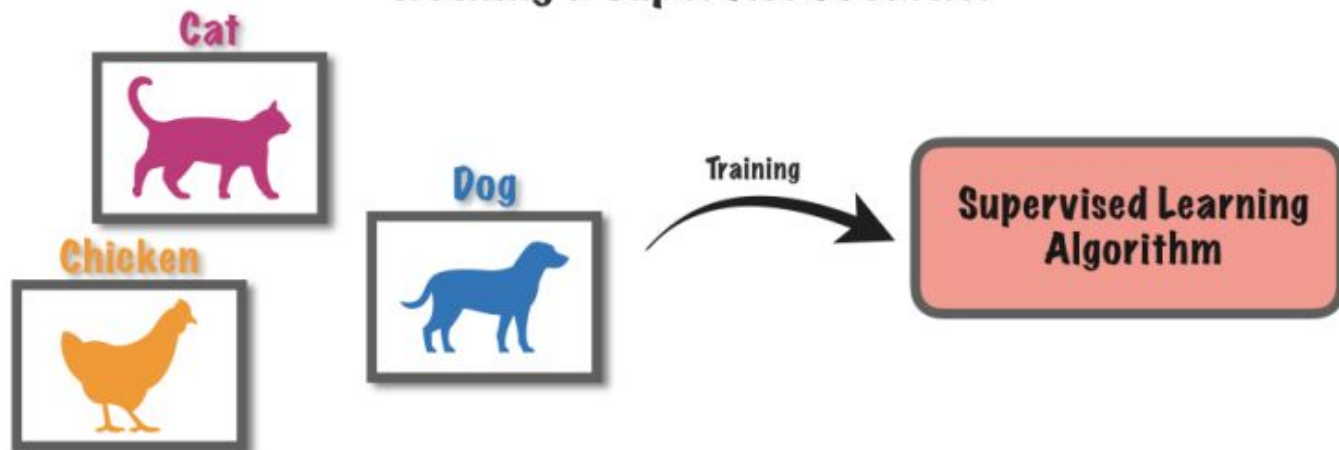 Cat
Dog
Training
Supervised Learning
Algorithm
Chicken